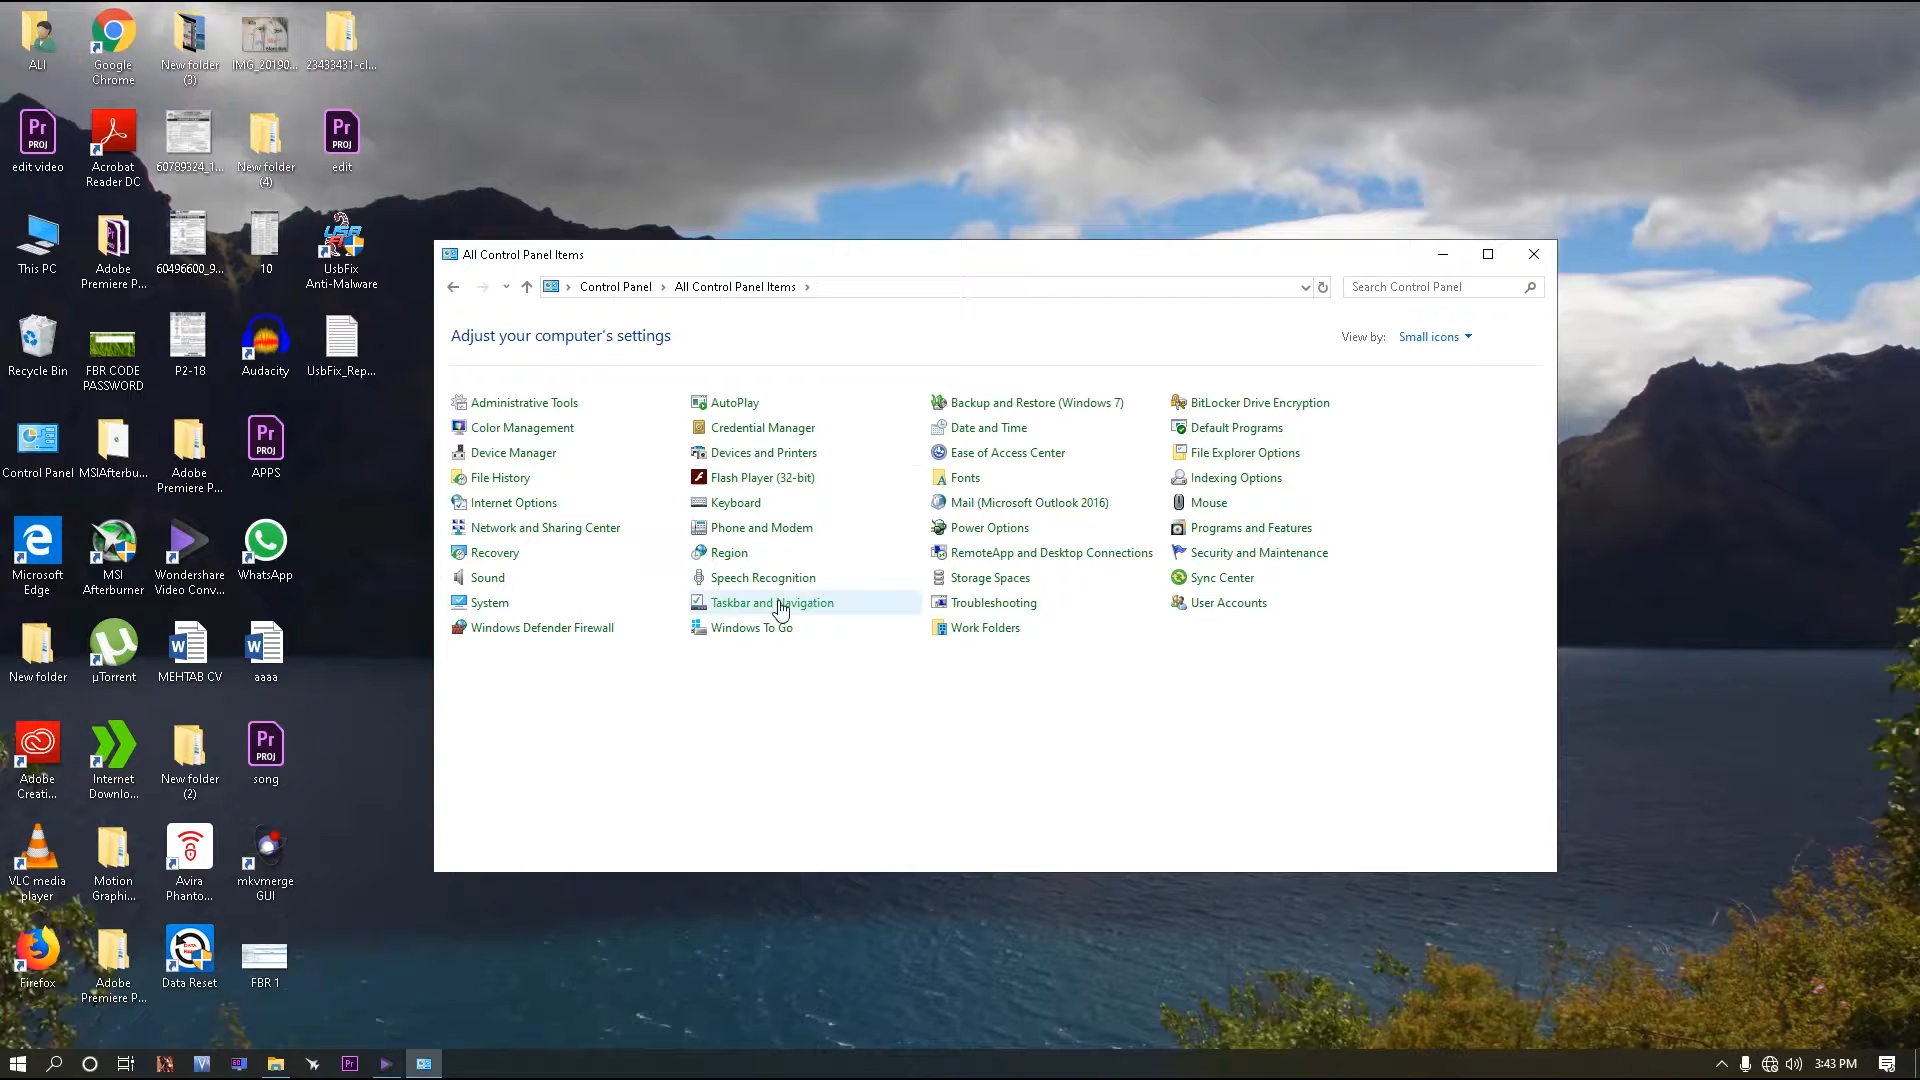 ALI
Google
Chrome
New folder
(3)
IMG_20190...
23433431-cl...
edit video
Acrobat
Reader DC
60789324_1...
New folder
(4)
edit
This PC
Adobe
Premiere P...
60496600_9...
10
UsbFix
Anti-Malware
Recycle Bin
FBR CODE
PASSWORD
P2-18
Audacity
UsbFix_Rep...
Control Panel
MSIAfterbu...
Adobe
Premiere P...
APPS
Microsoft
Edge
MSI
Afterburner
Wondershare
Video Conv...
WhatsApp
New folder
µTorrent
MEHTAB CV
aaaa
Adobe
Creati...
Internet
Downlo...
New folder
(2)
song
VLC media
player
Motion
Graphi...
Avira
Phanto...
mkvmerge
GUI
Firefox
Adobe
Premiere P...
Data Reset
FBR 1
All Control Panel Items
Control Panel > All Control Panel Items >
Search Control Panel
Adjust your computer's settings
View by: Small icons
Administrative Tools
AutoPlay
Backup and Restore (Windows 7)
BitLocker Drive Encryption
Color Management
Credential Manager
Date and Time
Default Programs
Device Manager
Devices and Printers
Ease of Access Center
File Explorer Options
File History
Flash Player (32-bit)
Fonts
Indexing Options
Internet Options
Keyboard
Mail (Microsoft Outlook 2016)
Mouse
Network and Sharing Center
Phone and Modem
Power Options
Programs and Features
Recovery
Region
RemoteApp and Desktop Connections
Security and Maintenance
Sound
Speech Recognition
Storage Spaces
Sync Center
System
Taskbar and Navigation
Troubleshooting
User Accounts
Windows Defender Firewall
Windows To Go
Work Folders
3:43 PM